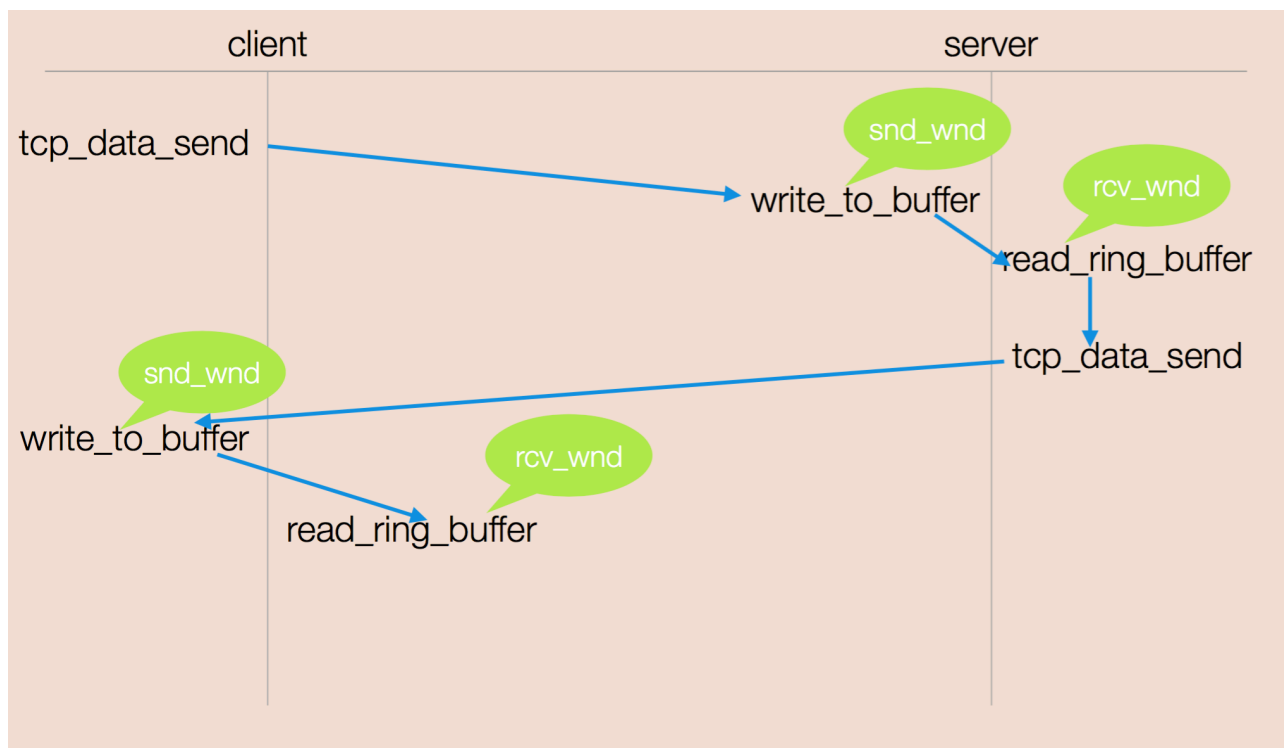 client
server
tcp_data_send
snd_wnd
write_to_buffer
rcv_wnd
read_ring_buffer
tcp_data_send
snd_wnd
write_to_buffer
rcv_wnd
read_ring_buffer